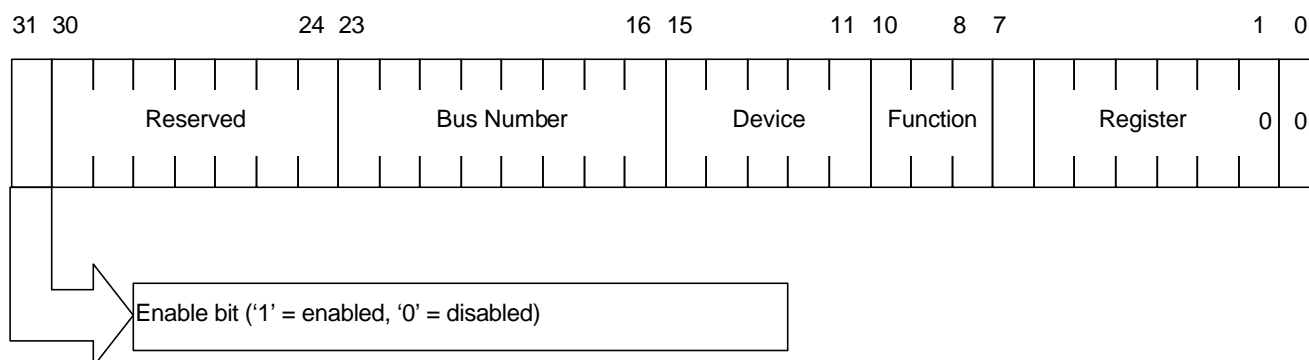 31 30 24 23 16 15 11 10 8 7 1 0
Reserved Bus Number Device Function Register 0 0
Enable bit (‘1’ = enabled, ‘0’ = disabled)